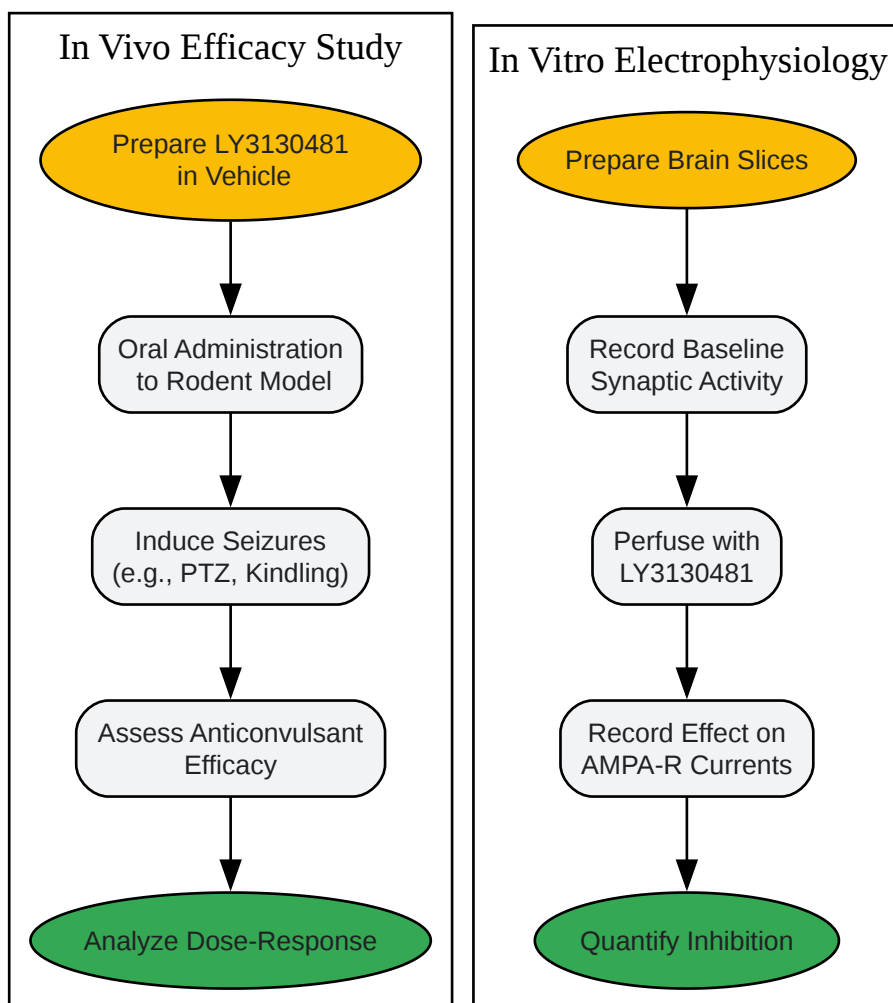 In Vivo Efficacy Study
Prepare LY3130481
in Vehicle
Oral Administration
to Rodent Model
Induce Seizures
(e.g., PTZ, Kindling)
Assess Anticonvulsant
Efficacy
Analyze Dose-Response
In Vitro Electrophysiology
Prepare Brain Slices
Record Baseline
Synaptic Activity
Perfuse with
LY3130481
Record Effect on
AMPA-R Currents
Quantify Inhibition